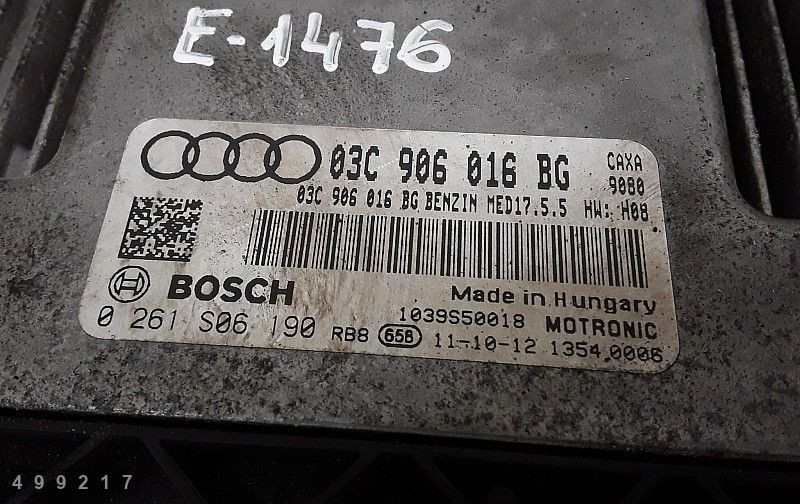 E-1476
03C 906 016 BG CAXA
9080
03C 906 016 BG BENZIN MED17.5.5 HW: H08
BOSCH Made in Hungary
1039S50018 MOTRONIC
0 261 S06 190 RB8 65B 11-10-12 1354.0006
499217